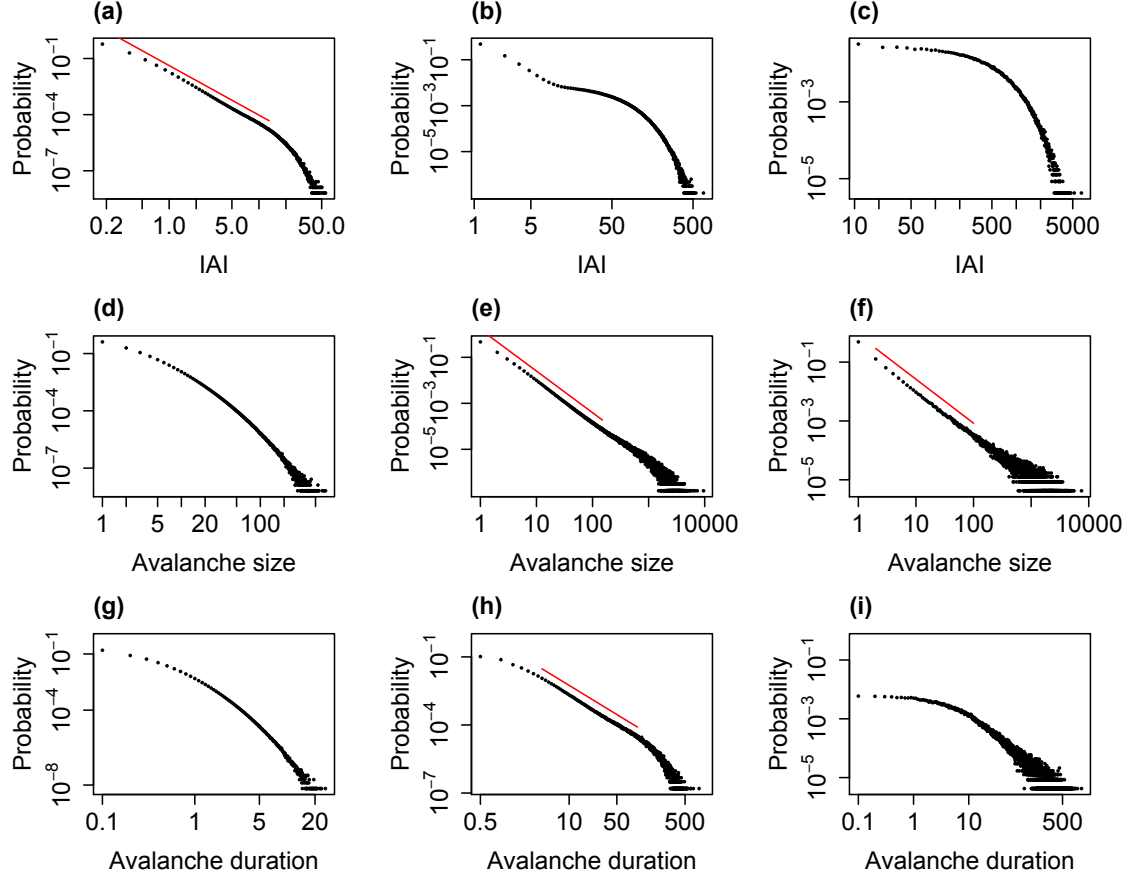 (a) (b) (c)
Probability 10⁻⁷ 10⁻⁴ 10⁻¹
0.2 1.0 5.0 50.0
IAI
Probability 10⁻⁵ 10⁻³ 10⁻¹
1 5 50 500
IAI
Probability 10⁻⁵ 10⁻³
10 50 500 5000
IAI
(d) (e) (f)
Probability 10⁻⁷ 10⁻⁴ 10⁻¹
1 5 20 100
Avalanche size
Probability 10⁻⁵ 10⁻³ 10⁻¹
1 10 100 10000
Avalanche size
Probability 10⁻⁵ 10⁻³ 10⁻¹
1 10 100 10000
Avalanche size
(g) (h) (i)
Probability 10⁻⁸ 10⁻⁴ 10⁻¹
0.1 1 5 20
Avalanche duration
Probability 10⁻⁷ 10⁻⁴ 10⁻¹
0.5 10 50 500
Avalanche duration
Probability 10⁻⁵ 10⁻³ 10⁻¹
0.1 1 10 500
Avalanche duration